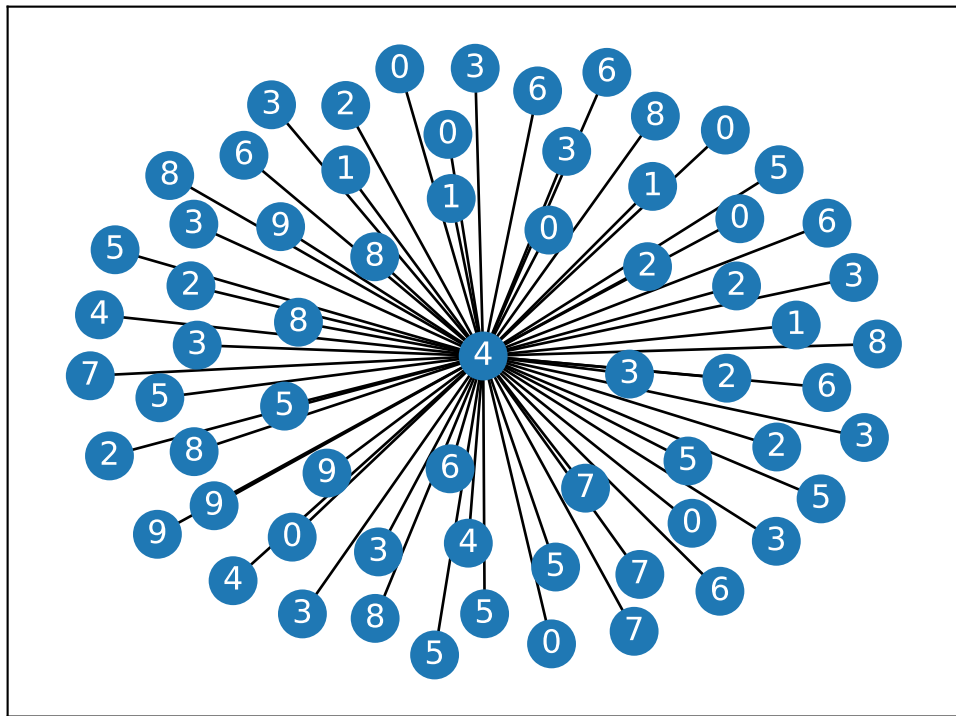 0 3 6 6
3 2 8
0 3 0
6 1 5
8 1 1
3 9 0 0 6
5 8 2
2 2 3
4 8 1
3 4 8
7 3 2 6
5 5
2 8 5 2 3
9 6 5
9 7 5
9 0 4 0 3
4 3 5 7 6
3 8 5 7
5 0